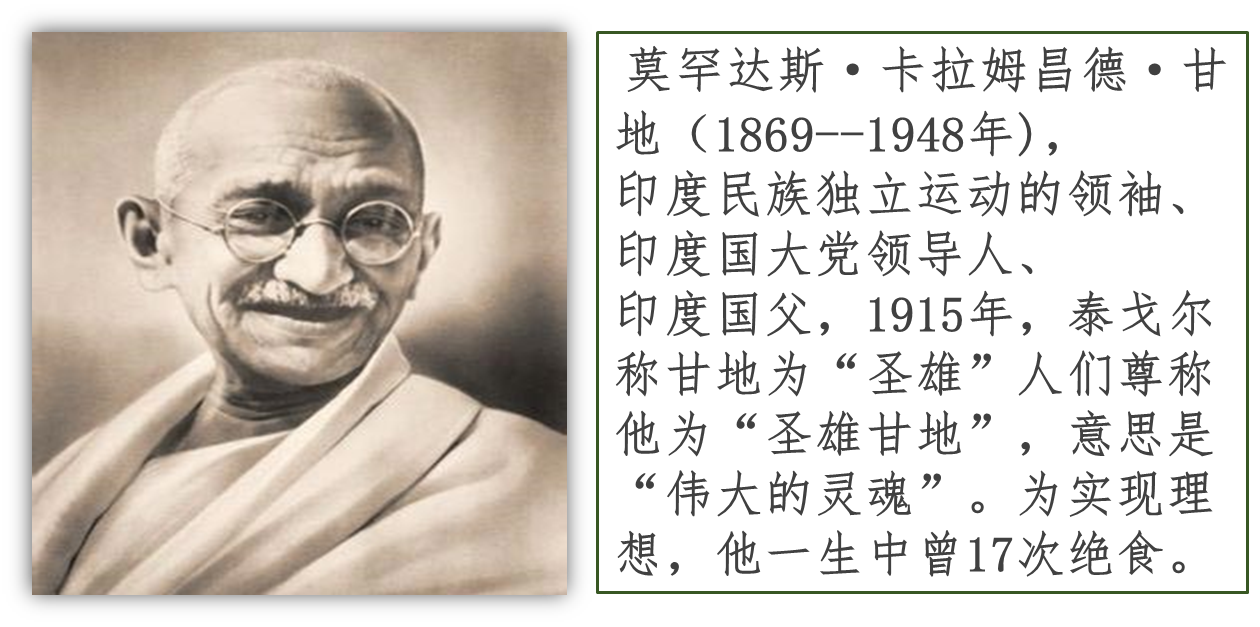 莫罕达斯·卡拉姆昌德·甘
地（1869--1948年)，
印度民族独立运动的领袖、
印度国大党领导人、
印度国父，1915年，泰戈尔
称甘地为“圣雄”人们尊称
他为“圣雄甘地”，意思是
“伟大的灵魂”。为实现理
想，他一生中曾17次绝食。